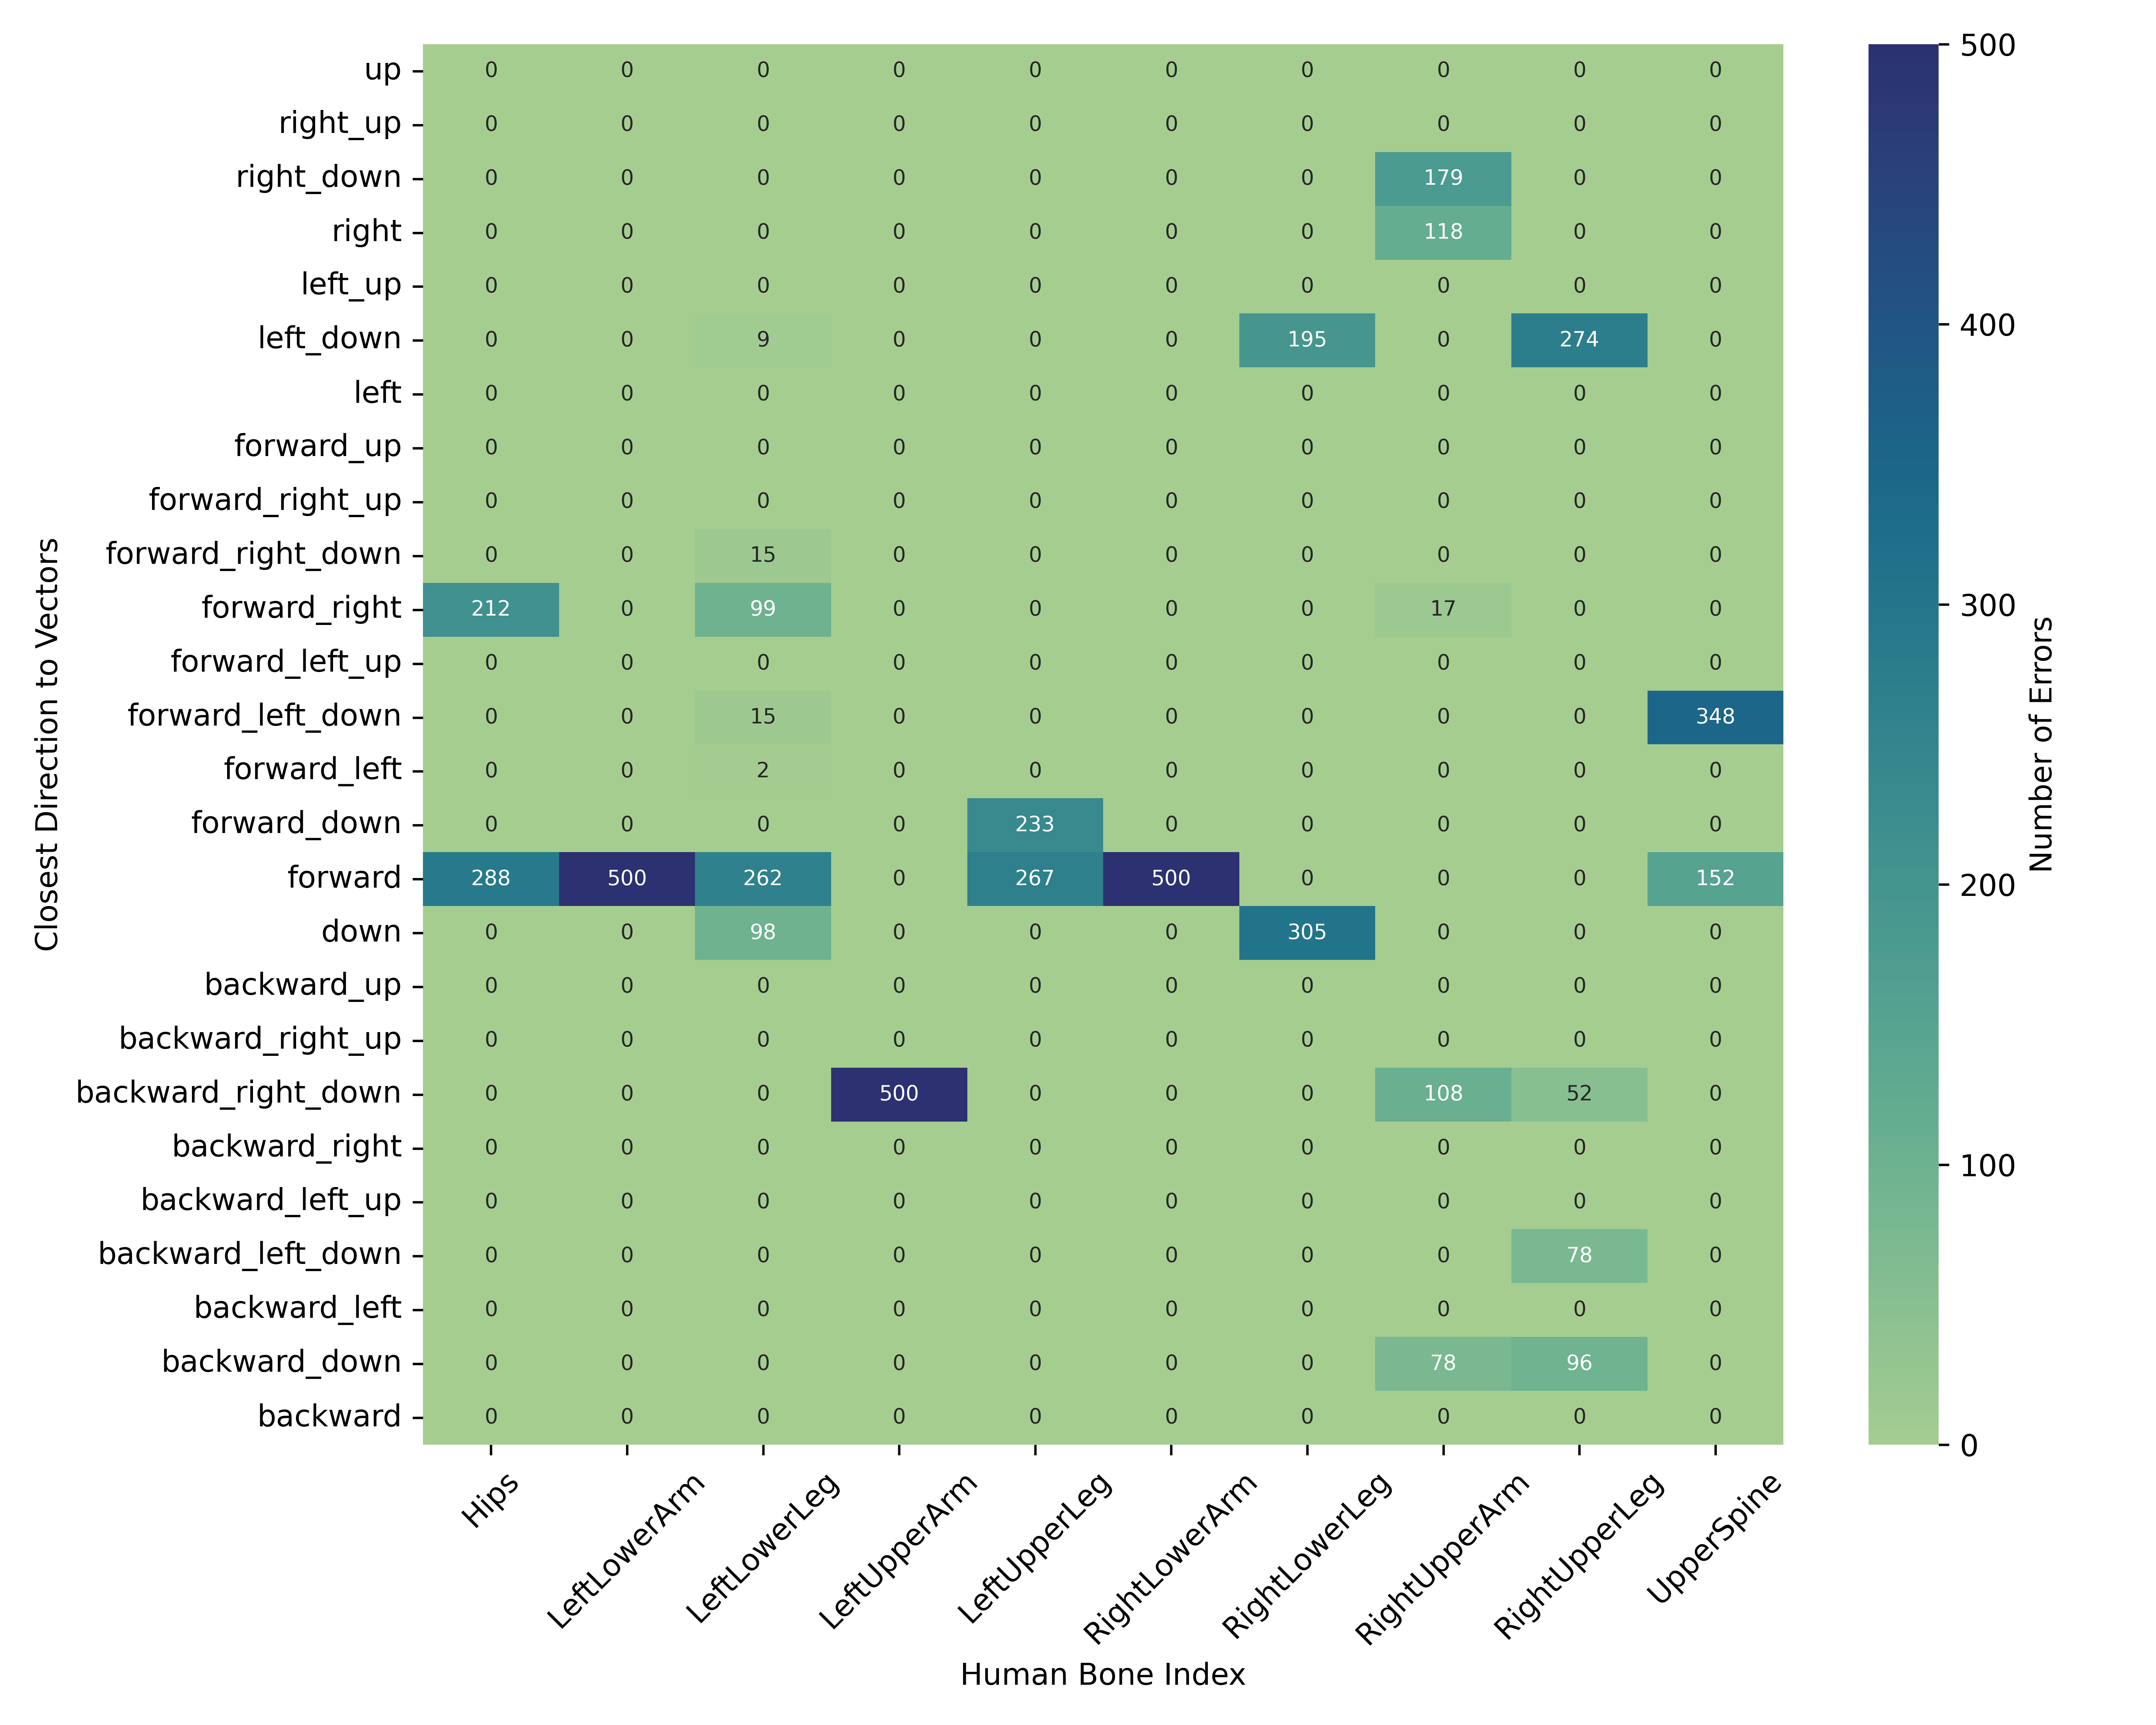 Closest Direction to Vectors
up 0 0 0 0 0 0 0 0 0 0
right_up 0 0 0 0 0 0 0 0 0 0
right_down 0 0 0 0 0 0 0 179 0 0
right 0 0 0 0 0 0 0 118 0 0
left_up 0 0 0 0 0 0 0 0 0 0
left_down 0 0 9 0 0 0 195 0 274 0
left 0 0 0 0 0 0 0 0 0 0
forward_up 0 0 0 0 0 0 0 0 0 0
forward_right_up 0 0 0 0 0 0 0 0 0 0
forward_right_down 0 0 15 0 0 0 0 0 0 0
forward_right 212 0 99 0 0 0 0 17 0 0
forward_left_up 0 0 0 0 0 0 0 0 0 0
forward_left_down 0 0 15 0 0 0 0 0 0 348
forward_left 0 0 2 0 0 0 0 0 0 0
forward_down 0 0 0 0 233 0 0 0 0 0
forward 288 500 262 0 267 500 0 0 0 152
down 0 0 98 0 0 0 305 0 0 0
backward_up 0 0 0 0 0 0 0 0 0 0
backward_right_up 0 0 0 0 0 0 0 0 0 0
backward_right_down 0 0 0 500 0 0 0 108 52 0
backward_right 0 0 0 0 0 0 0 0 0 0
backward_left_up 0 0 0 0 0 0 0 0 0 0
backward_left_down 0 0 0 0 0 0 0 0 78 0
backward_left 0 0 0 0 0 0 0 0 0 0
backward_down 0 0 0 0 0 0 0 78 96 0
backward 0 0 0 0 0 0 0 0 0 0
Hips LeftLowerArm LeftLowerLeg LeftUpperArm LeftUpperLeg RightLowerArm RightLowerLeg RightUpperArm RightUpperLeg UpperSpine
Human Bone Index
500
400
300
200
100
0
Number of Errors